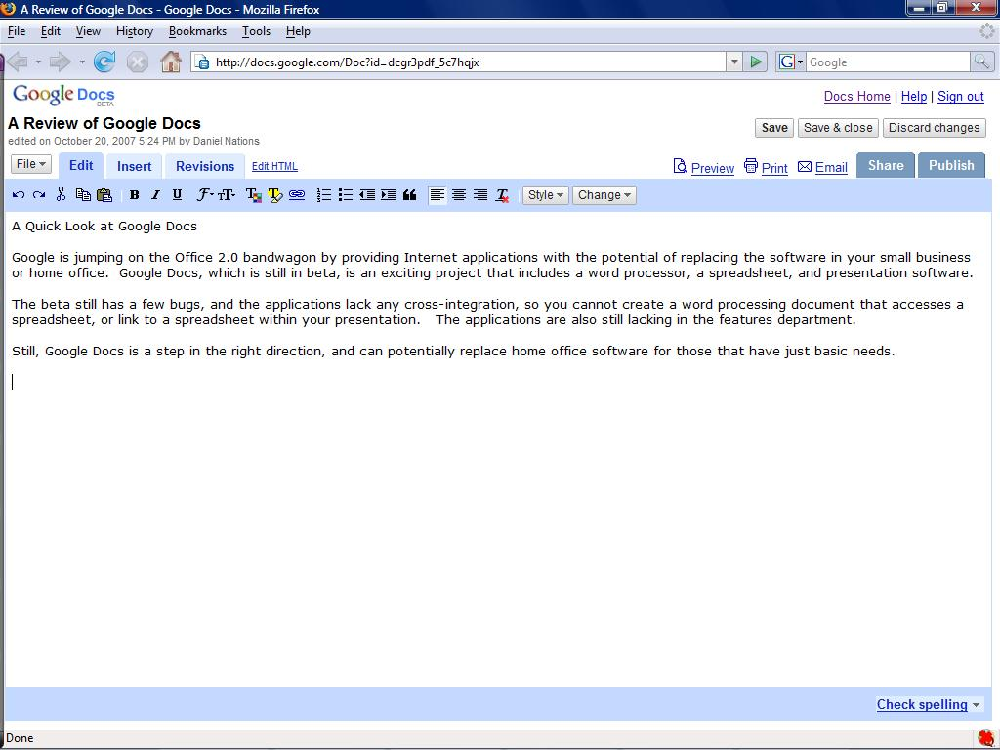 A Review of Google Docs - Google Docs - Mozilla Firefox
File Edit View History Bookmarks Tools Help
http://docs.google.com/Doc?id=dcgr3pdf_5c7hqjx G Google
Google Docs BETA
Docs Home | Help | Sign out
A Review of Google Docs
edited on October 20, 2007 5:24 PM by Daniel Nations
Save Save & close Discard changes
File Edit Insert Revisions Edit HTML Preview Print Email Share Publish
B I U Style Change
A Quick Look at Google Docs
Google is jumping on the Office 2.0 bandwagon by providing Internet applications with the potential of replacing the software in your small business
or home office.  Google Docs, which is still in beta, is an exciting project that includes a word processor, a spreadsheet, and presentation software.
The beta still has a few bugs, and the applications lack any cross-integration, so you cannot create a word processing document that accesses a
spreadsheet, or link to a spreadsheet within your presentation.   The applications are also still lacking in the features department.
Still, Google Docs is a step in the right direction, and can potentially replace home office software for those that have just basic needs.
Check spelling
Done